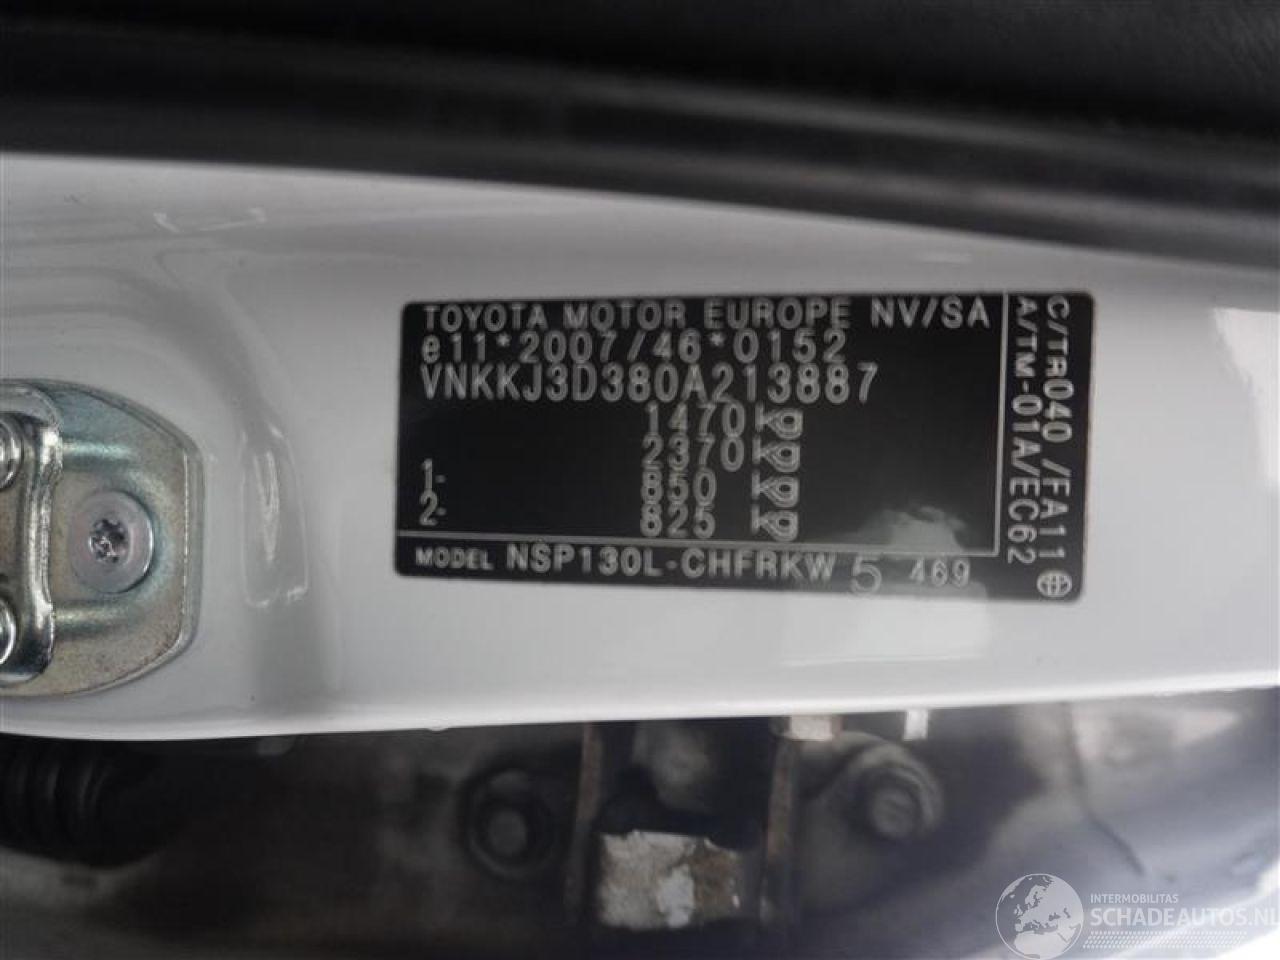 TOYOTA MOTOR EUROPE NV/SA
e11*2007/46*0152
VNKKJ3D380A213887
1470 kg
2370 kg
1- 850 kg
2- 825 kg
MODEL NSP130L-CHFRKW 5 469
C/TR040 /FA11
A/TM-01A/EC62
INTERMOBILITAS
SCHADEAUTOS.NL